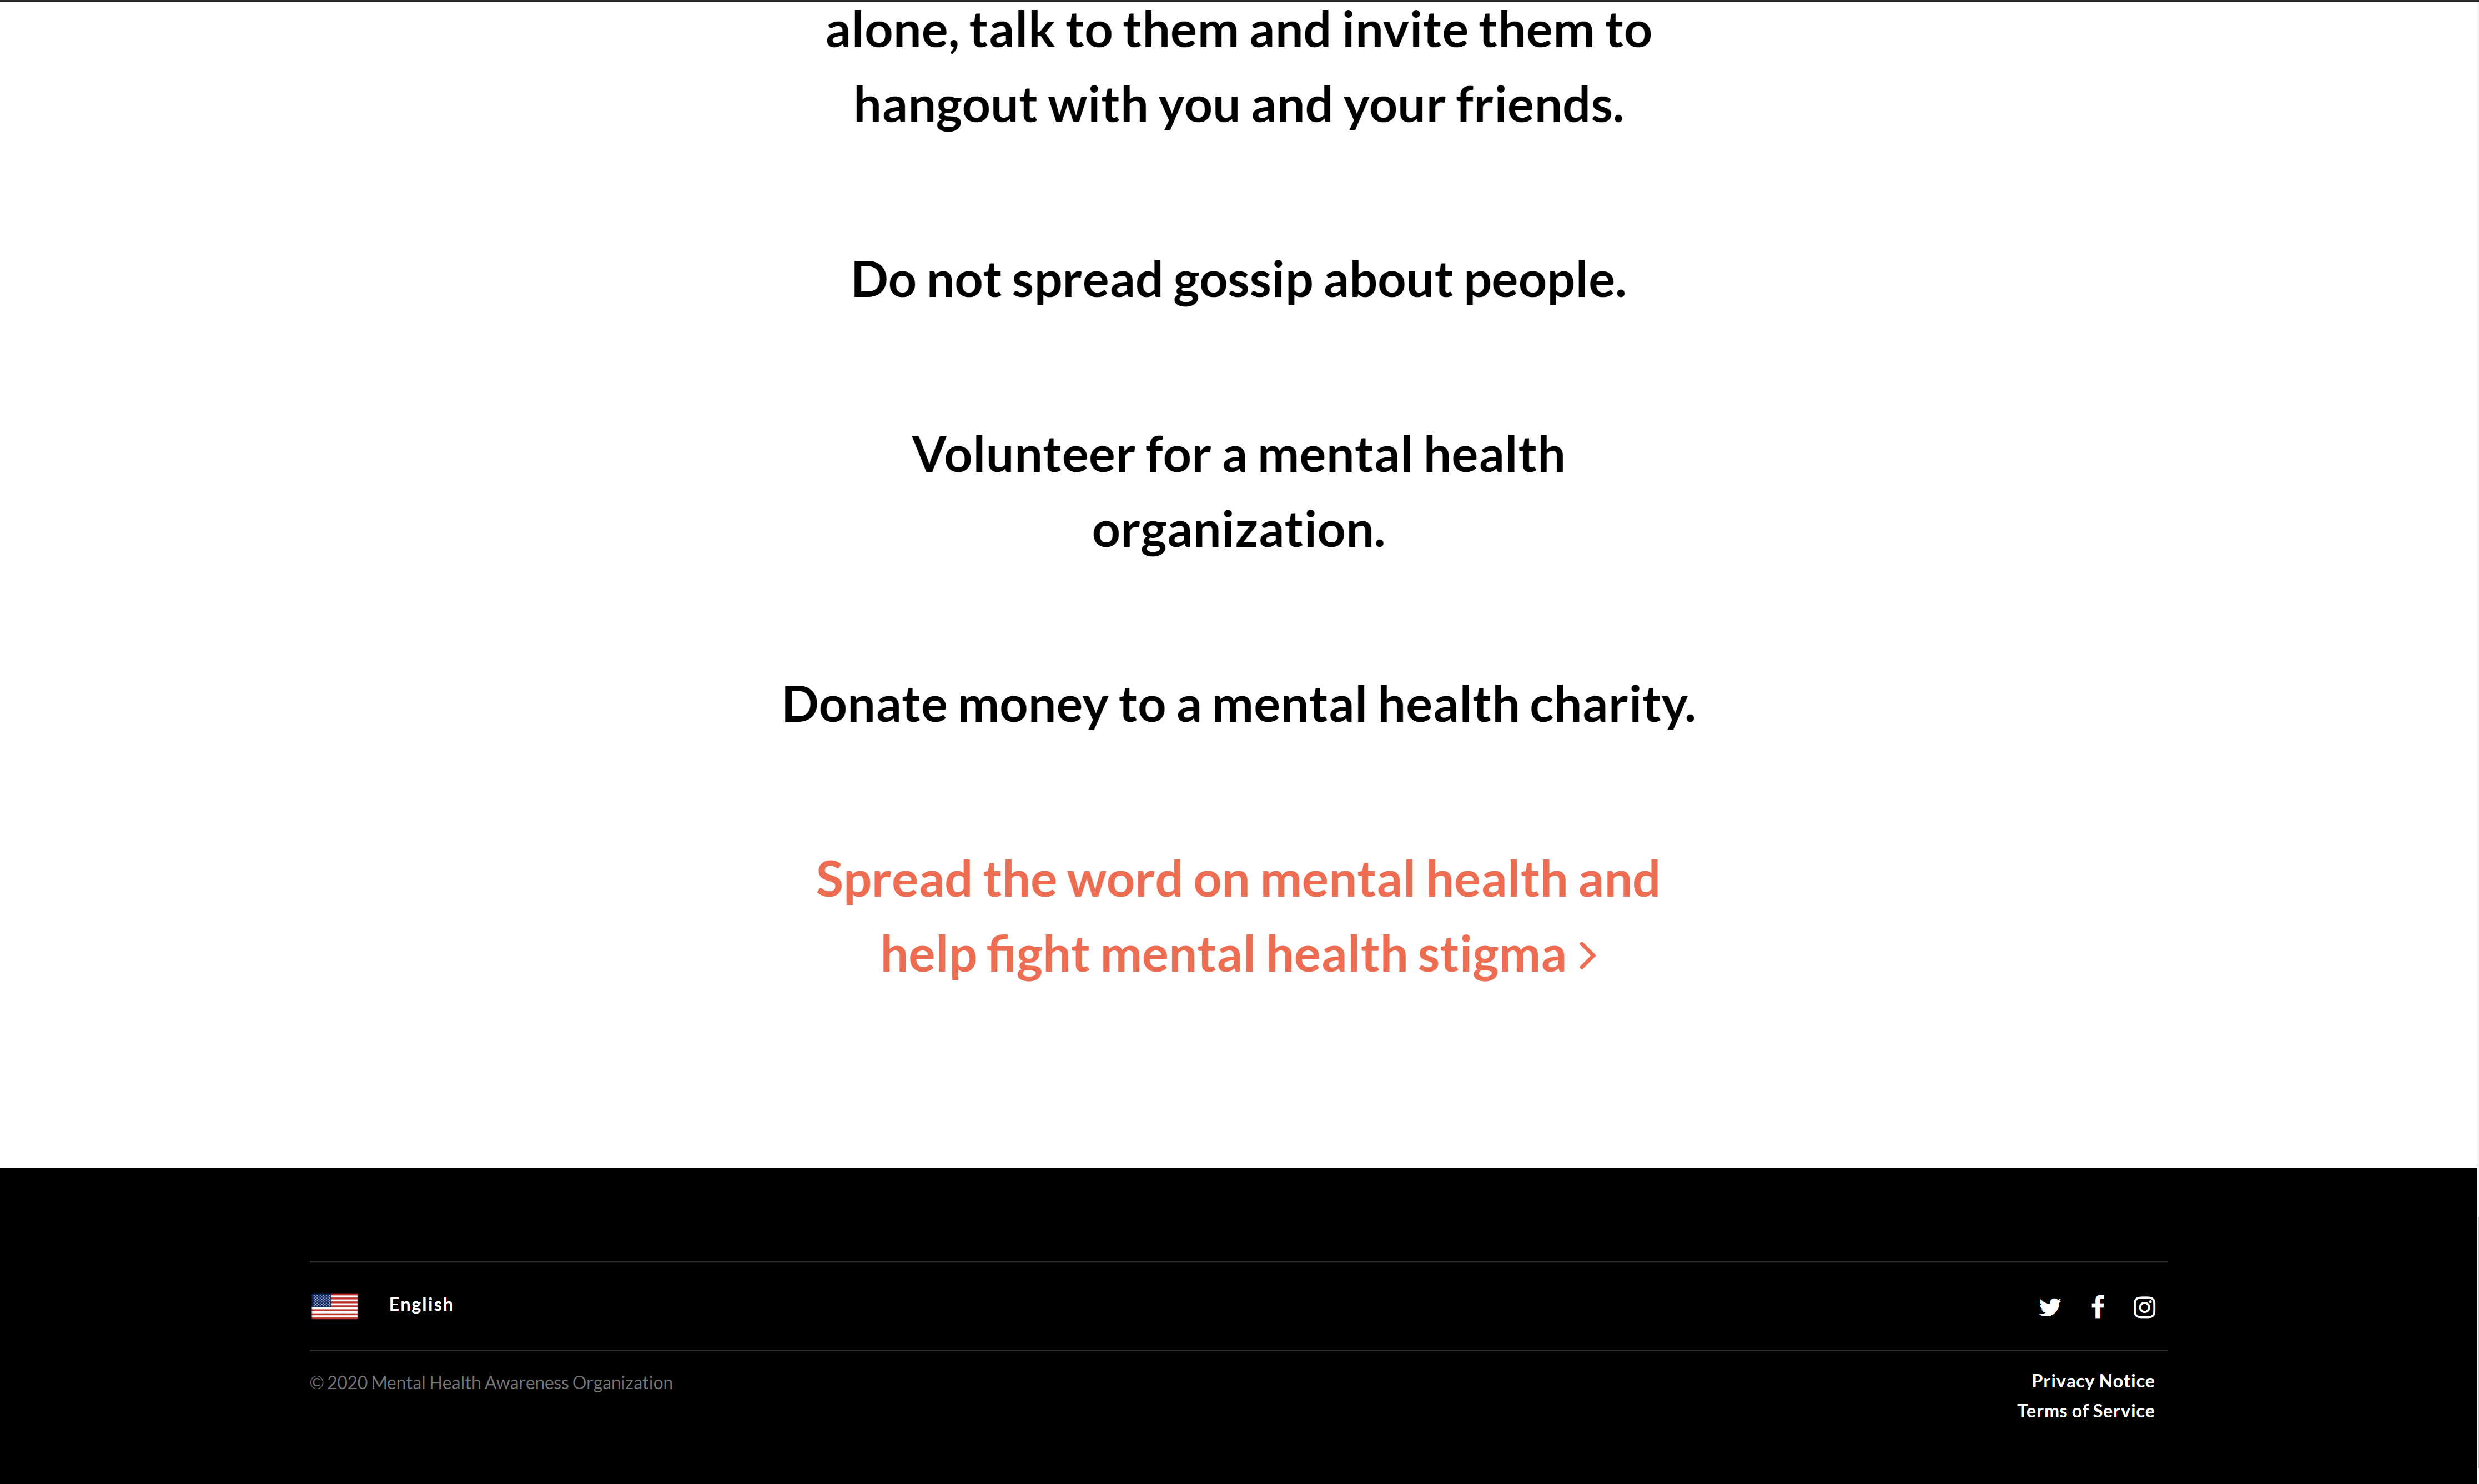 alone, talk to them and invite them to
hangout with you and your friends.
Do not spread gossip about people.
Volunteer for a mental health
organization.
Donate money to a mental health charity.
Spread the word on mental health and
help fight mental health stigma >
English
© 2020 Mental Health Awareness Organization
Privacy Notice
Terms of Service